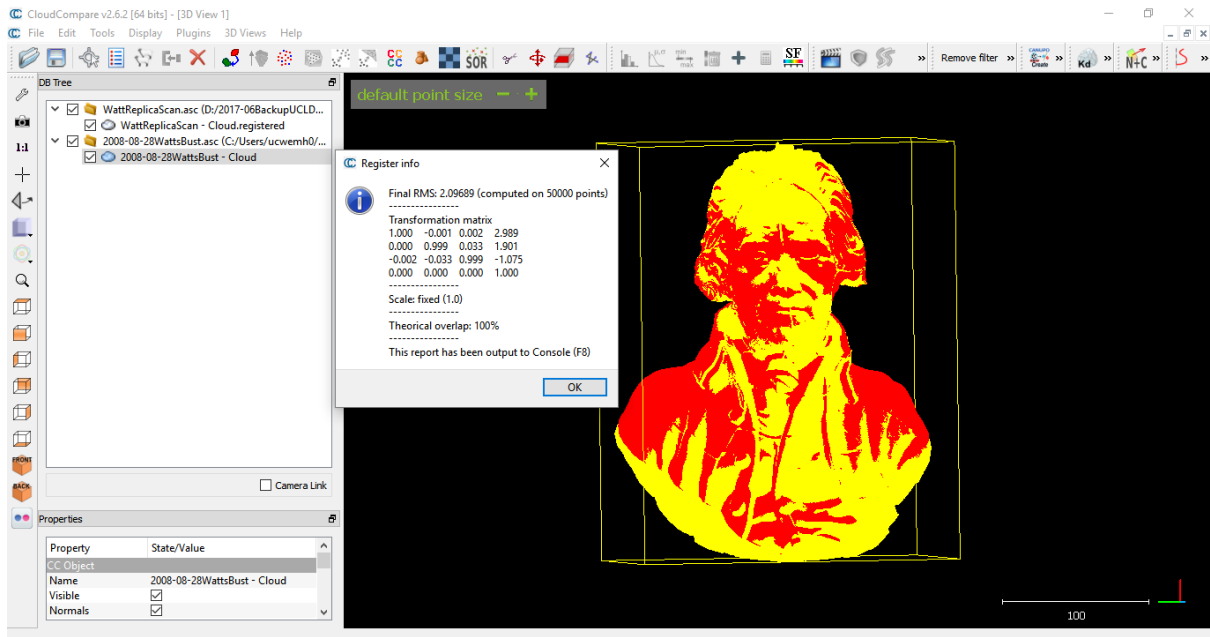 CloudCompare v2.6.2 [64 bits] - [3D View 1]
File Edit Tools Display Plugins 3D Views Help
SOR
SF
min
max
Remove filter
CANUPO
Create
Kd
N+C
DB Tree
WattReplicaScan.asc (D:/2017-06BackupUCLD...
WattReplicaScan - Cloud.registered
2008-08-28WattsBust.asc (C:/Users/ucwemh0/...
2008-08-28WattsBust - Cloud
1:1
FRONT
BACK
Camera Link
Properties
Property State/Value
CC Object
Name 2008-08-28WattsBust - Cloud
Visible
Normals
default point size
Register info
Final RMS: 2.09689 (computed on 50000 points)
----------------
Transformation matrix
1.000 -0.001 0.002 2.989
0.000 0.999 0.033 1.901
-0.002 -0.033 0.999 -1.075
0.000 0.000 0.000 1.000
----------------
Scale: fixed (1.0)
----------------
Theorical overlap: 100%
----------------
This report has been output to Console (F8)
OK
100